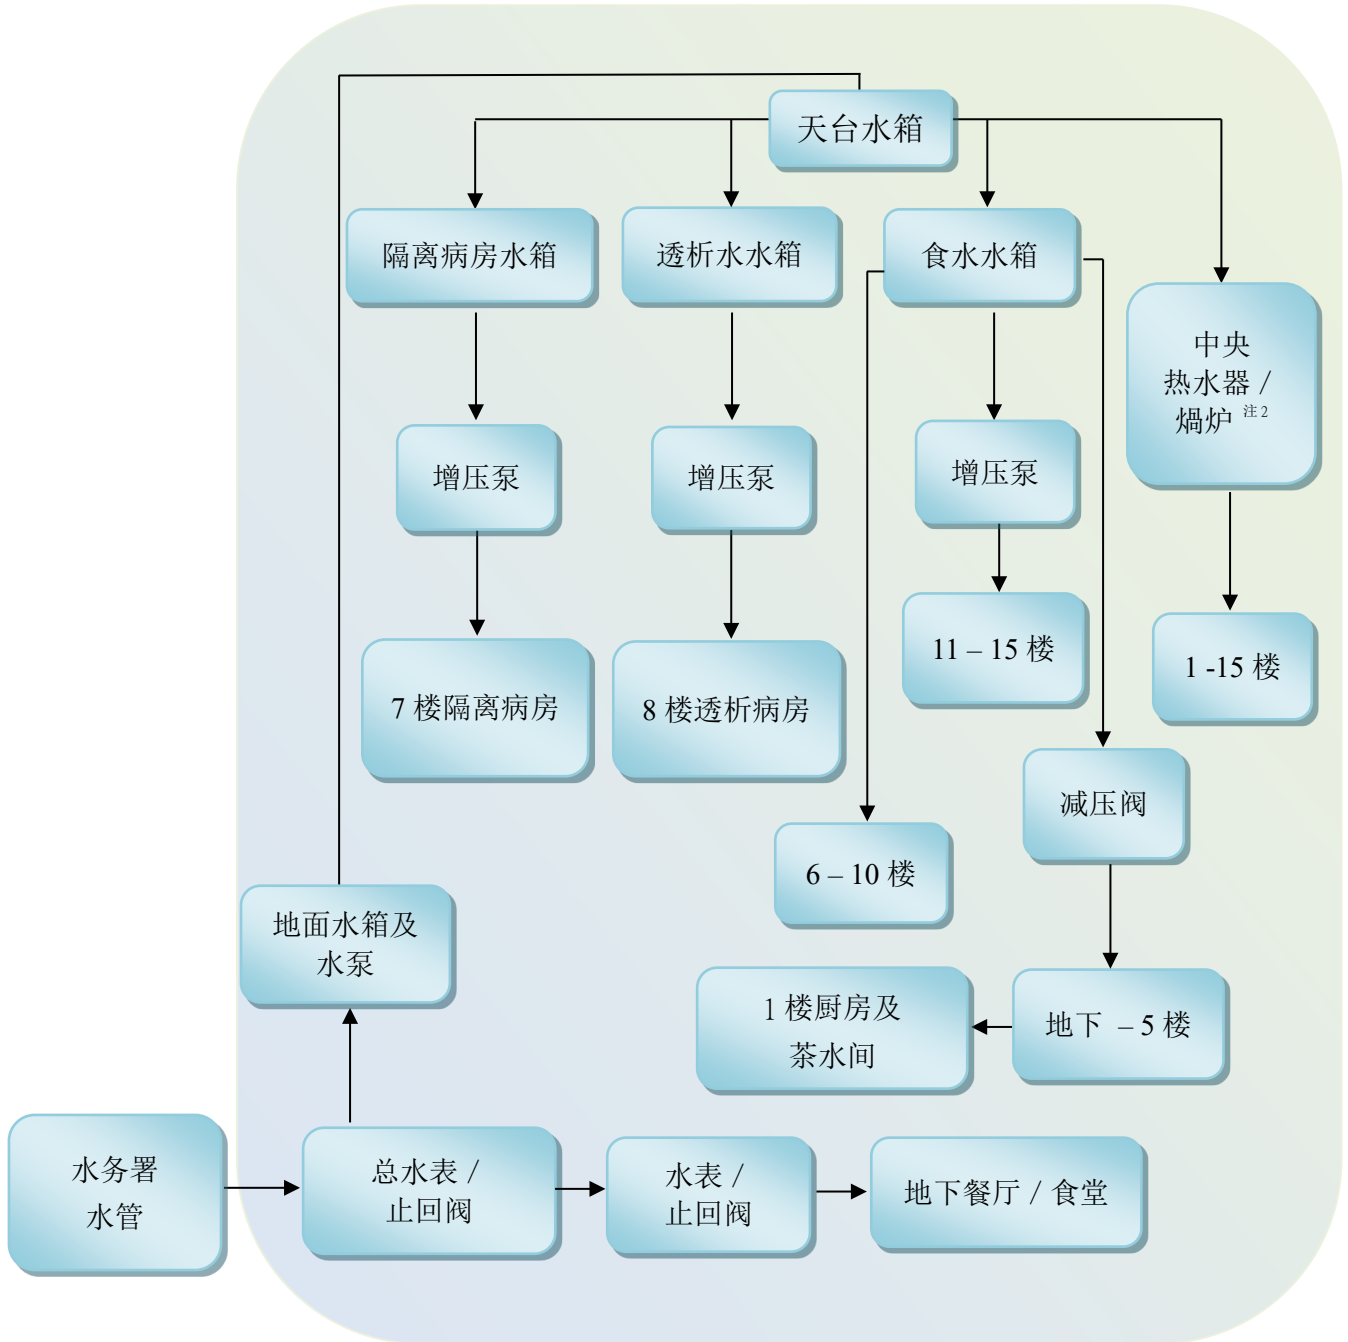 天台水箱
隔离病房水箱
透析水水箱
食水水箱
中央
热水器 /
焗炉 注 2
增压泵
增压泵
增压泵
11 – 15 楼
1 -15 楼
7 楼隔离病房
8 楼透析病房
减压阀
6 – 10 楼
地面水箱及
水泵
1 楼厨房及
茶水间
地下 – 5 楼
水务署
水管
总水表 /
止回阀
水表 /
止回阀
地下餐厅 / 食堂